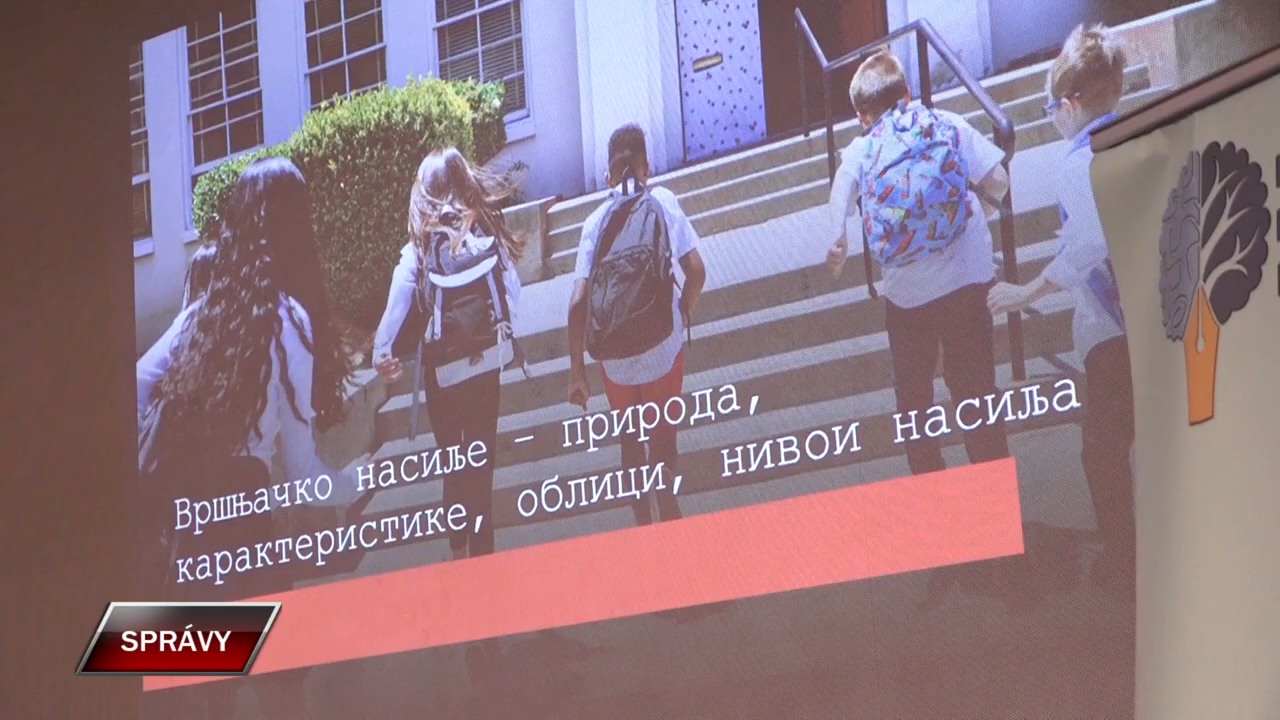 Вршњачко насиље – природа,
карактеристике, облици, нивои насиља
SPRÁVY